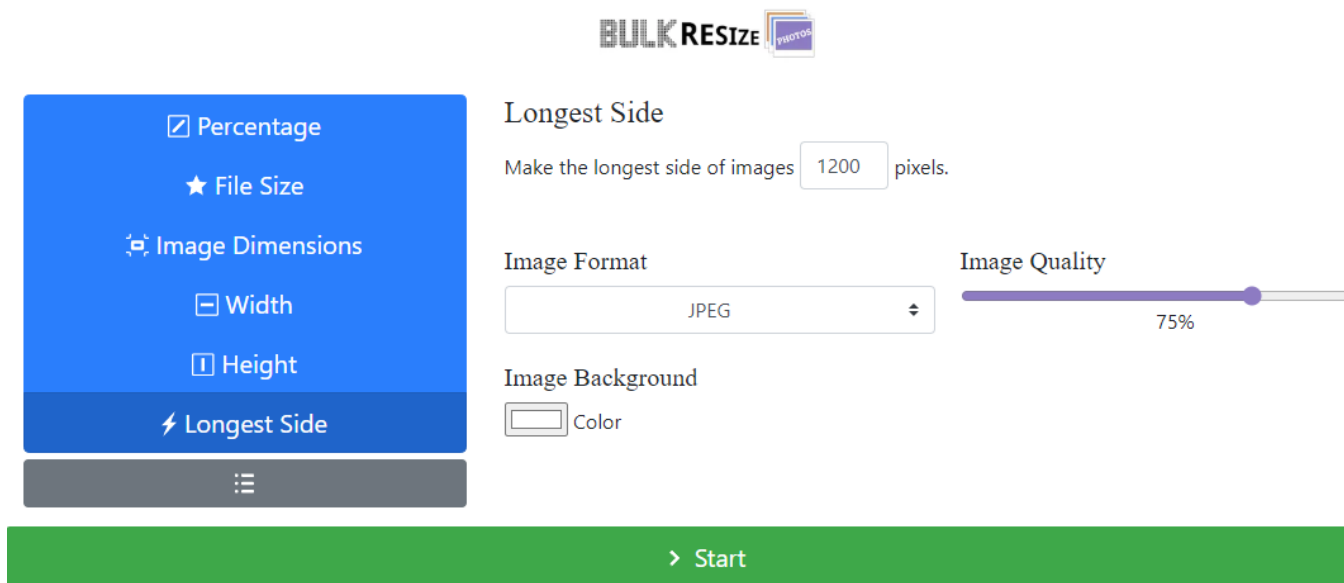 BULK RESIZE PHOTOS
Percentage
File Size
Image Dimensions
Width
Height
Longest Side
Longest Side
Make the longest side of images 1200 pixels.
Image Format
JPEG
Image Quality
75%
Image Background
Color
Start